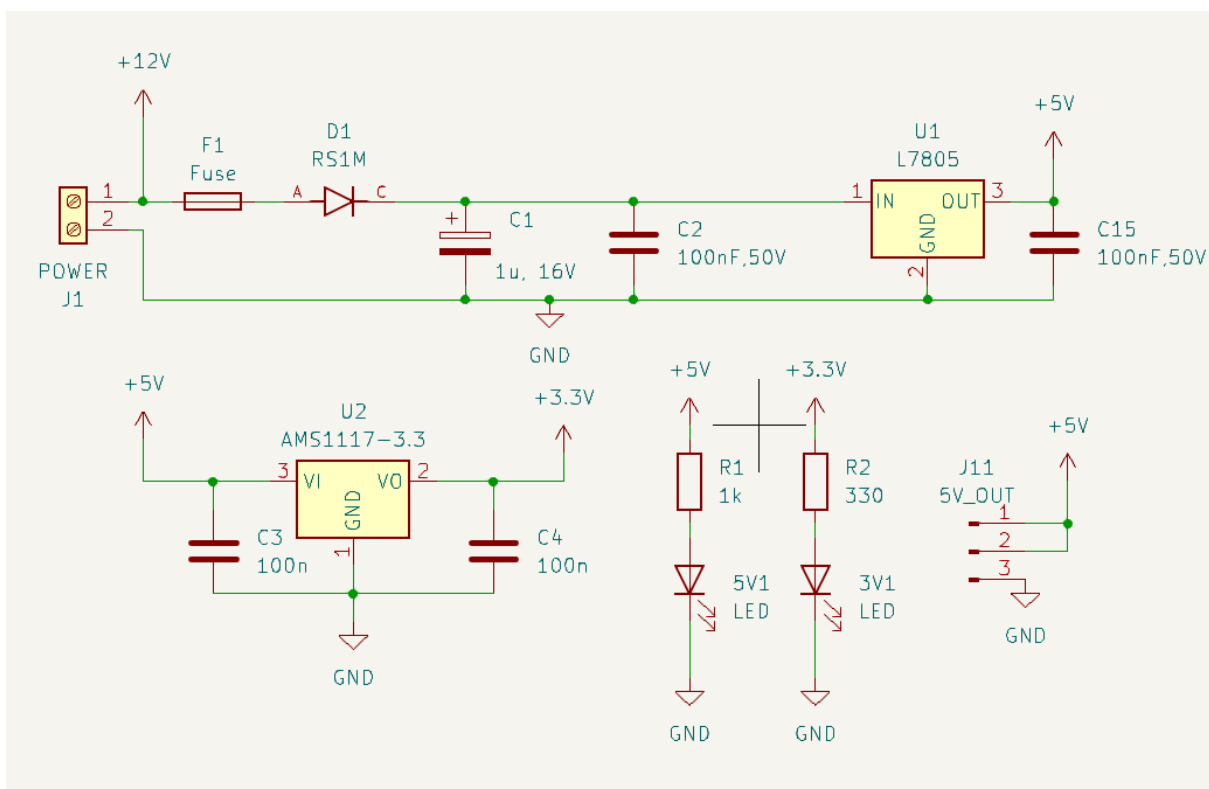 +12V
F1
Fuse
D1
RS1M
A
C
1
2
POWER
J1
+
C1
1u, 16V
C2
100nF,50V
U1
L7805
1
IN
OUT
3
GND
2
+5V
C15
100nF,50V
GND
+5V
U2
AMS1117-3.3
3
VI
VO
2
GND
1
+3.3V
C3
100n
C4
100n
GND
+5V
R1
1k
5V1
LED
GND
+3.3V
R2
330
3V1
LED
GND
+5V
J11
5V_OUT
1
2
3
GND